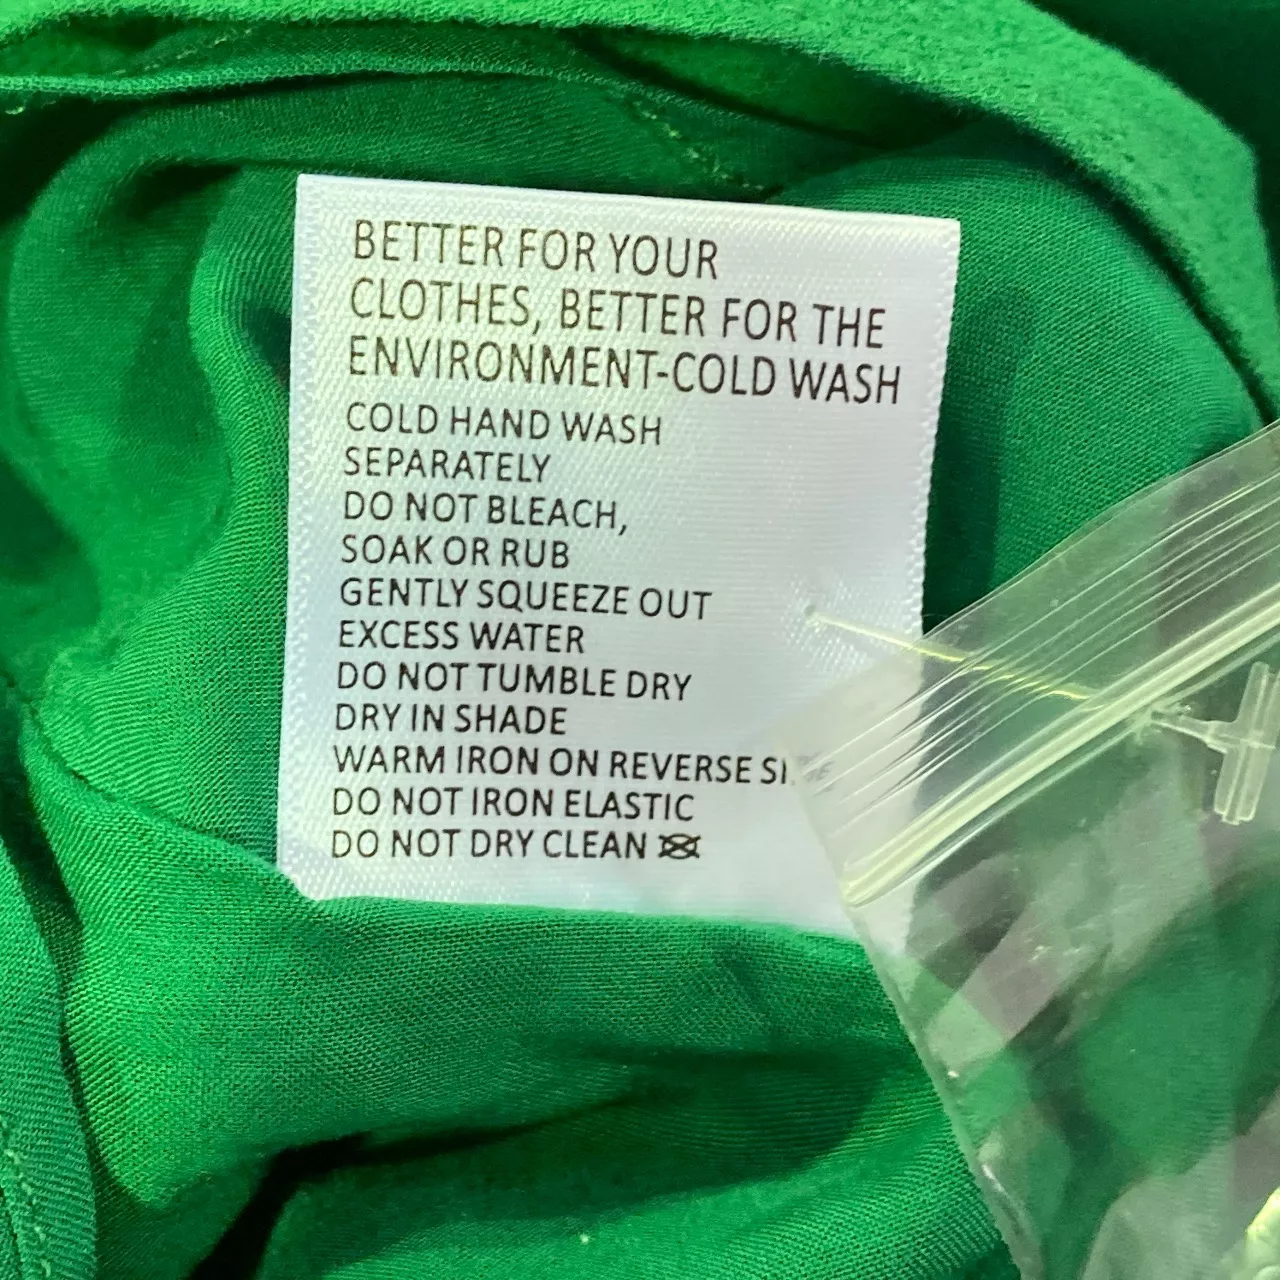 BETTER FOR YOUR
CLOTHES, BETTER FOR THE
ENVIRONMENT-COLD WASH
COLD HAND WASH
SEPARATELY
DO NOT BLEACH,
SOAK OR RUB
GENTLY SQUEEZE OUT
EXCESS WATER
DO NOT TUMBLE DRY
DRY IN SHADE
WARM IRON ON REVERSE SIDE
DO NOT IRON ELASTIC
DO NOT DRY CLEAN